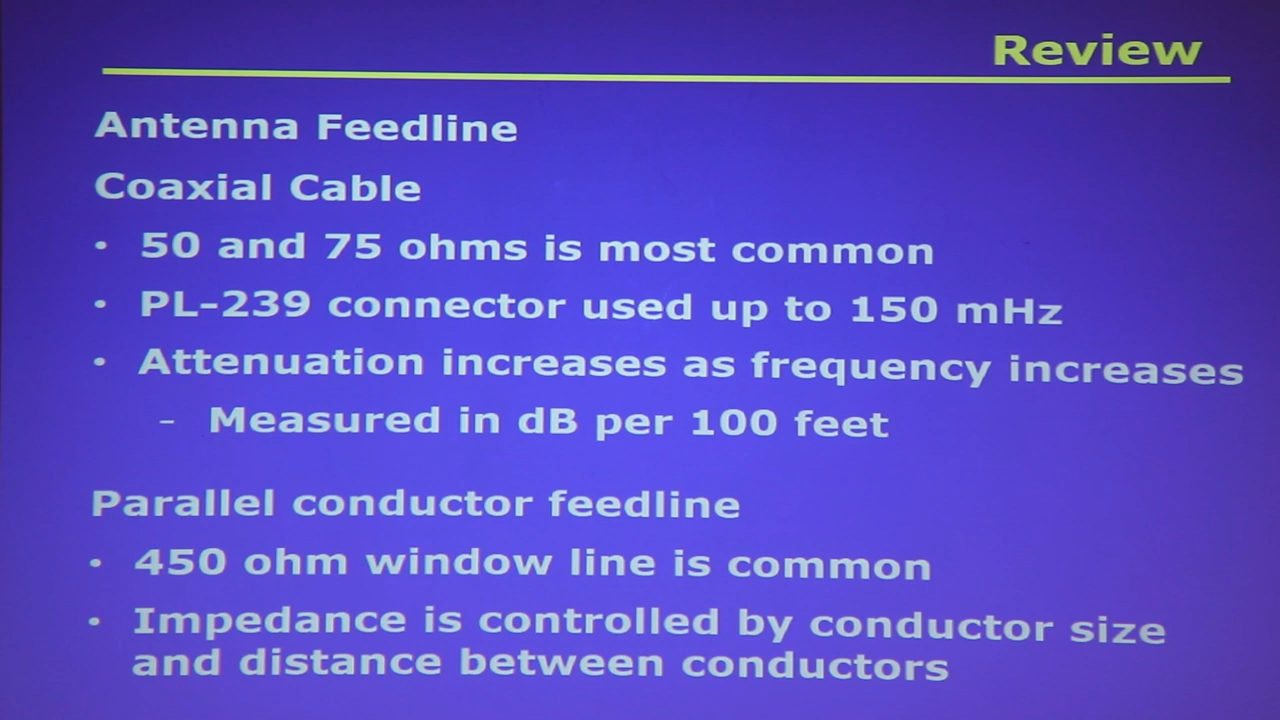 Review
Antenna Feedline
Coaxial Cable
• 50 and 75 ohms is most common
• PL-239 connector used up to 150 mHz
• Attenuation increases as frequency increases
- Measured in dB per 100 feet
Parallel conductor feedline
• 450 ohm window line is common
• Impedance is controlled by conductor size
and distance between conductors